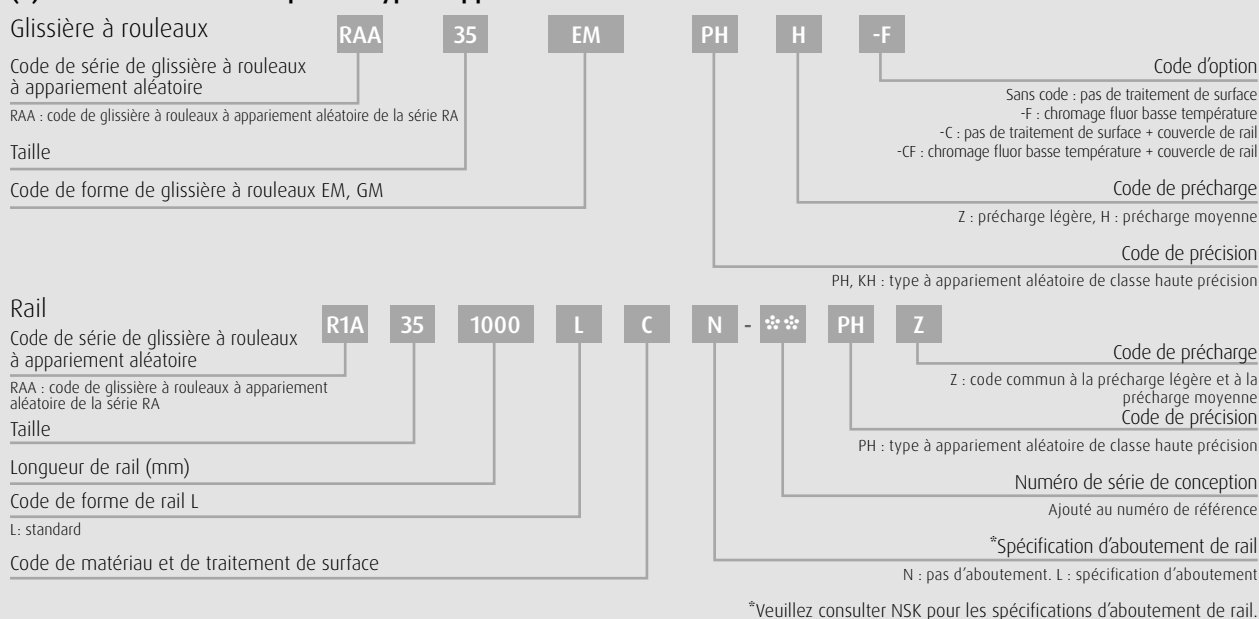 Glissière à rouleaux
RAA 35 EM PH H -F
Code de série de glissière à rouleaux
à appariement aléatoire
RAA : code de glissière à rouleaux à appariement aléatoire de la série RA
Taille
Code de forme de glissière à rouleaux EM, GM
Code d'option
Sans code : pas de traitement de surface
-F : chromage fluor basse température
-C : pas de traitement de surface + couvercle de rail
-CF : chromage fluor basse température + couvercle de rail
Code de précharge
Z : précharge légère, H : précharge moyenne
Code de précision
PH, KH : type à appariement aléatoire de classe haute précision
Rail
R1A 35 1000 L C N - ** PH Z
Code de série de glissière à rouleaux
à appariement aléatoire
RAA : code de glissière à rouleaux à appariement
aléatoire de la série RA
Taille
Longueur de rail (mm)
Code de forme de rail L
L: standard
Code de matériau et de traitement de surface
Code de précharge
Z : code commun à la précharge légère et à la
précharge moyenne
Code de précision
PH : type à appariement aléatoire de classe haute précision
Numéro de série de conception
Ajouté au numéro de référence
*Spécification d'aboutement de rail
N : pas d'aboutement. L : spécification d'aboutement
*Veuillez consulter NSK pour les spécifications d'aboutement de rail.